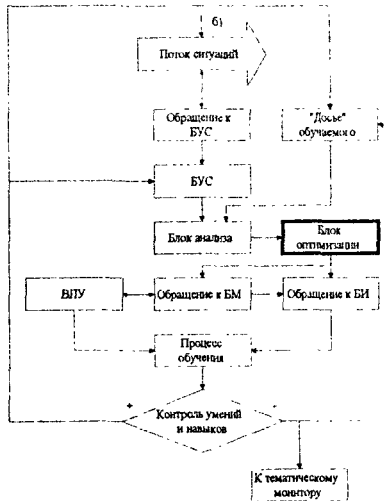 б)
Поток ситуаций
Обращение к
БУС
"Досье"
обучаемого
БУС
Блок анализа
Блок
оптимизации
ВПУ
Обращение к БМ
Обращение к БИ
Процесс
обучения
+
Контроль умений
и навыков
-
К тематическому
монитору